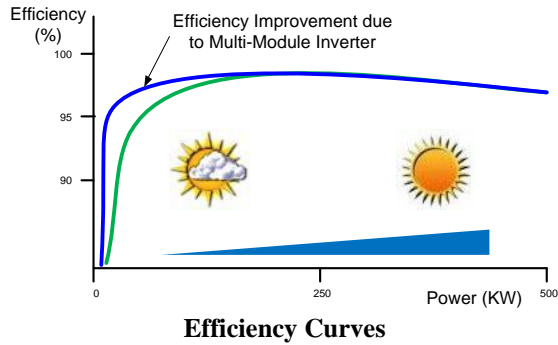 Efficiency
(%)
Efficiency Improvement due
to Multi-Module Inverter
100
95
90
0
250
500
Power (KW)
Efficiency Curves